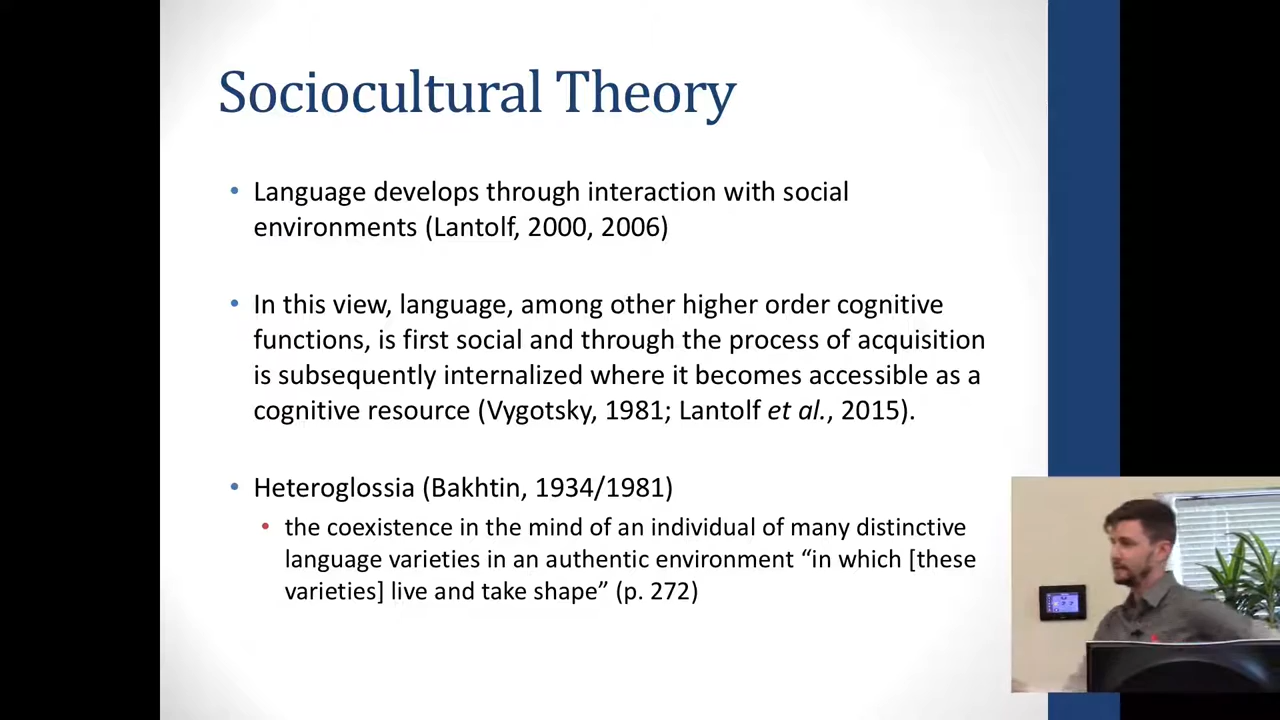 Sociocultural Theory
• Language develops through interaction with social
environments (Lantolf, 2000, 2006)
• In this view, language, among other higher order cognitive
functions, is first social and through the process of acquisition
is subsequently internalized where it becomes accessible as a
cognitive resource (Vygotsky, 1981; Lantolf et al., 2015).
• Heteroglossia (Bakhtin, 1934/1981)
• the coexistence in the mind of an individual of many distinctive
language varieties in an authentic environment “in which [these
varieties] live and take shape” (p. 272)